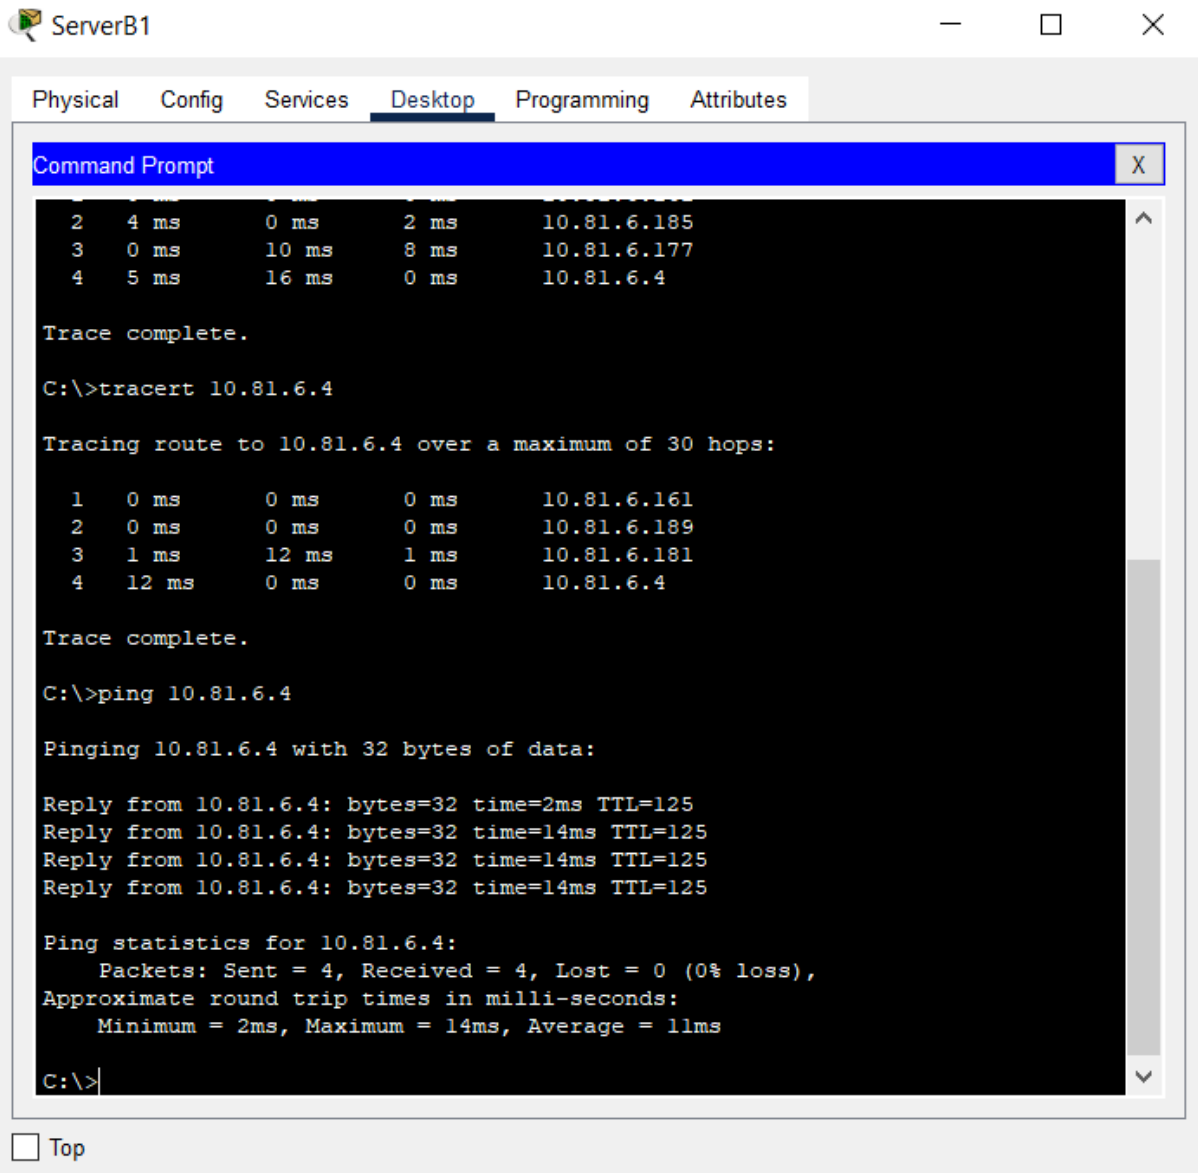 ServerB1
Physical Config Services Desktop Programming Attributes
Command Prompt X
2 4 ms 0 ms 2 ms 10.81.6.185
3 0 ms 10 ms 8 ms 10.81.6.177
4 5 ms 16 ms 0 ms 10.81.6.4
Trace complete.
C:\>tracert 10.81.6.4
Tracing route to 10.81.6.4 over a maximum of 30 hops:
1 0 ms 0 ms 0 ms 10.81.6.161
2 0 ms 0 ms 0 ms 10.81.6.189
3 1 ms 12 ms 1 ms 10.81.6.181
4 12 ms 0 ms 0 ms 10.81.6.4
Trace complete.
C:\>ping 10.81.6.4
Pinging 10.81.6.4 with 32 bytes of data:
Reply from 10.81.6.4: bytes=32 time=2ms TTL=125
Reply from 10.81.6.4: bytes=32 time=14ms TTL=125
Reply from 10.81.6.4: bytes=32 time=14ms TTL=125
Reply from 10.81.6.4: bytes=32 time=14ms TTL=125
Ping statistics for 10.81.6.4:
Packets: Sent = 4, Received = 4, Lost = 0 (0% loss),
Approximate round trip times in milli-seconds:
Minimum = 2ms, Maximum = 14ms, Average = 11ms
C:\>
Top